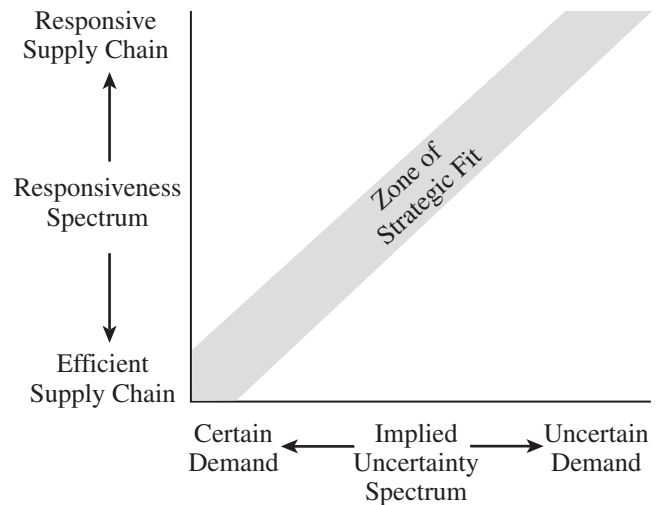 Responsive
Supply Chain
Responsiveness
Spectrum
Efficient
Supply Chain
Zone of
Strategic Fit
Certain
Demand
Implied
Uncertainty
Spectrum
Uncertain
Demand